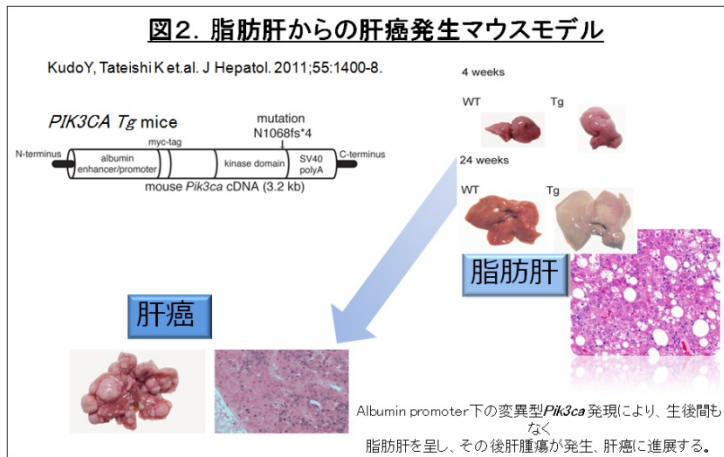 図2．脂肪肝からの肝癌発生マウスモデル
KudoY, Tateishi K et.al. J Hepatol. 2011;55:1400-8.
4 weeks
WT
Tg
PIK3CA Tg mice
mutation
N1068fs*4
myc-tag
N-terminus
albumin
enhancer/promoter
kinase domain
SV40
polyA
C-terminus
mouse Pik3ca cDNA (3.2 kb)
24 weeks
WT
Tg
脂肪肝
肝癌
Albumin promoter下の変異型Pik3ca発現により、生後間も
なく
脂肪肝を呈し、その後肝腫瘍が発生、肝癌に進展する。